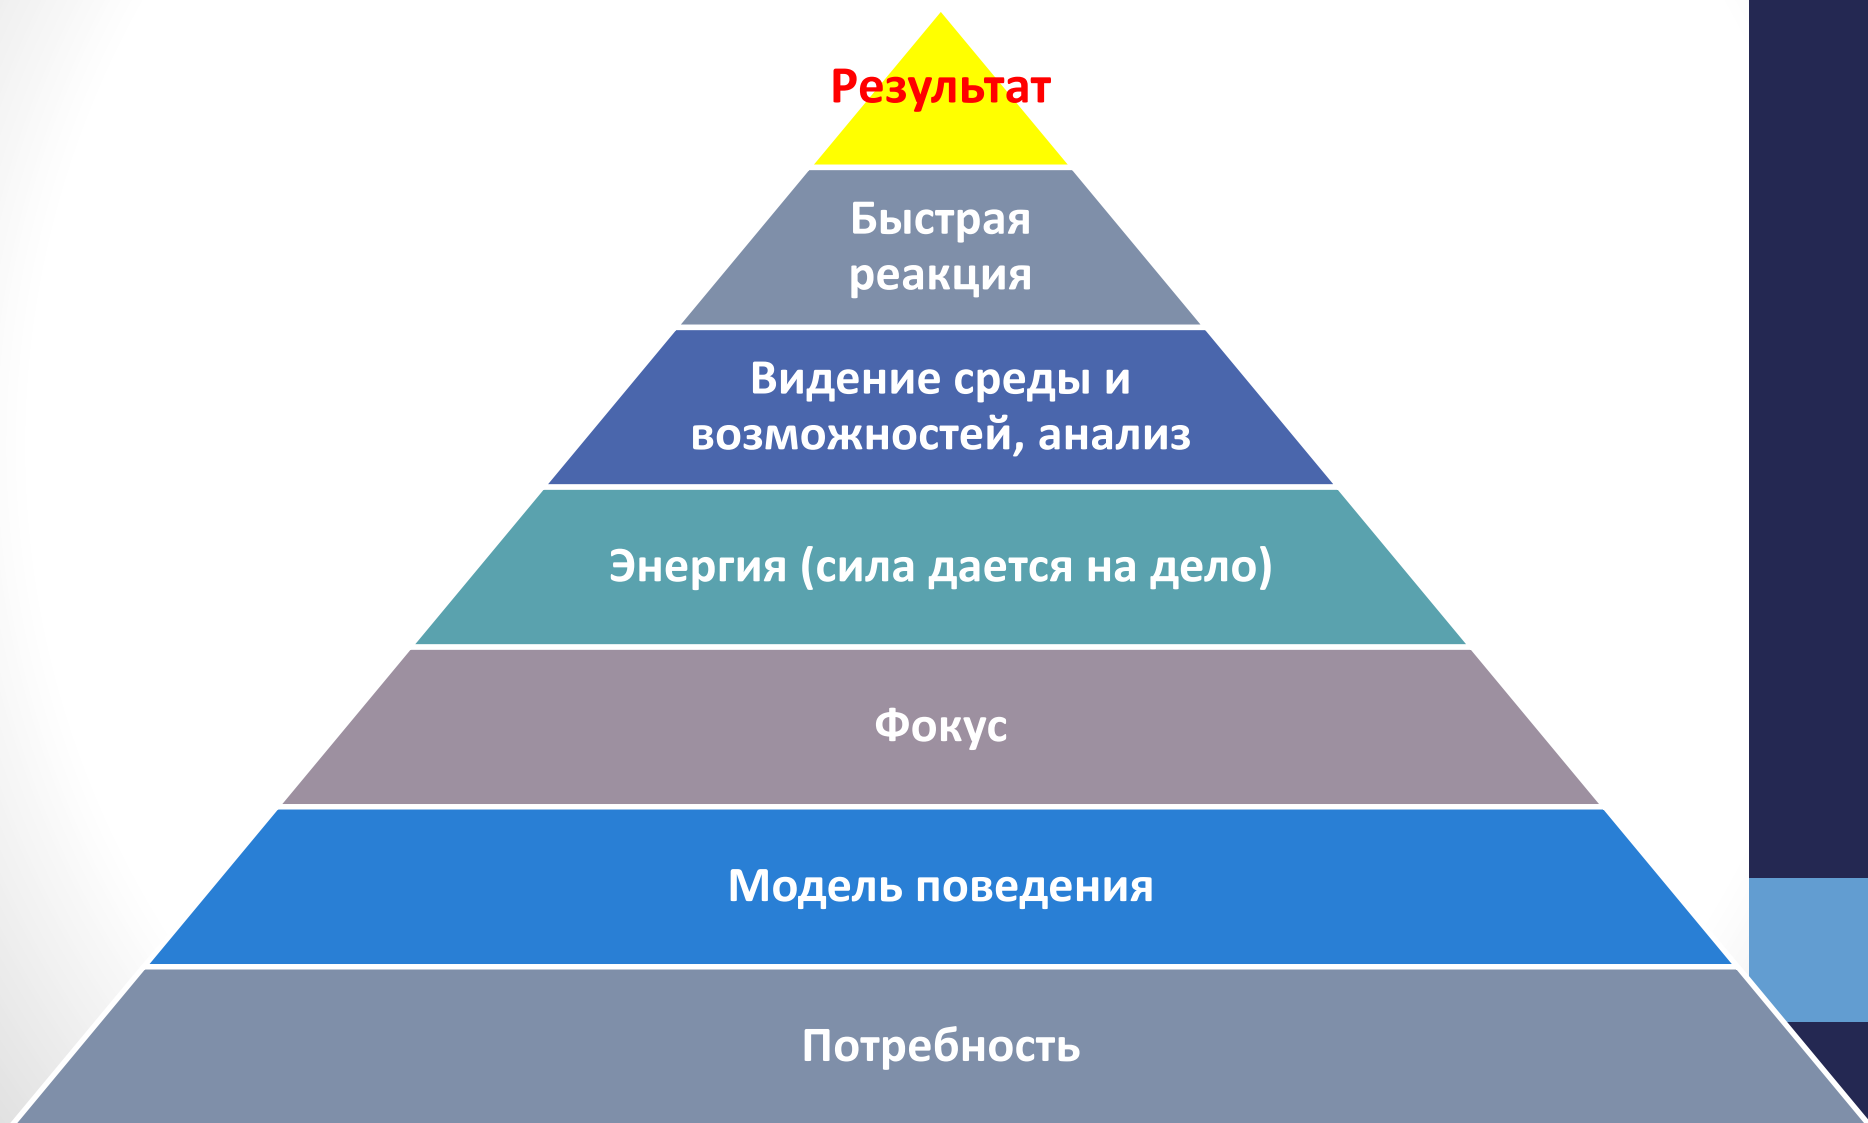 Результат
Быстрая
реакция
Видение среды и
возможностей, анализ
Энергия (сила дается на дело)
Фокус
Модель поведения
Потребность